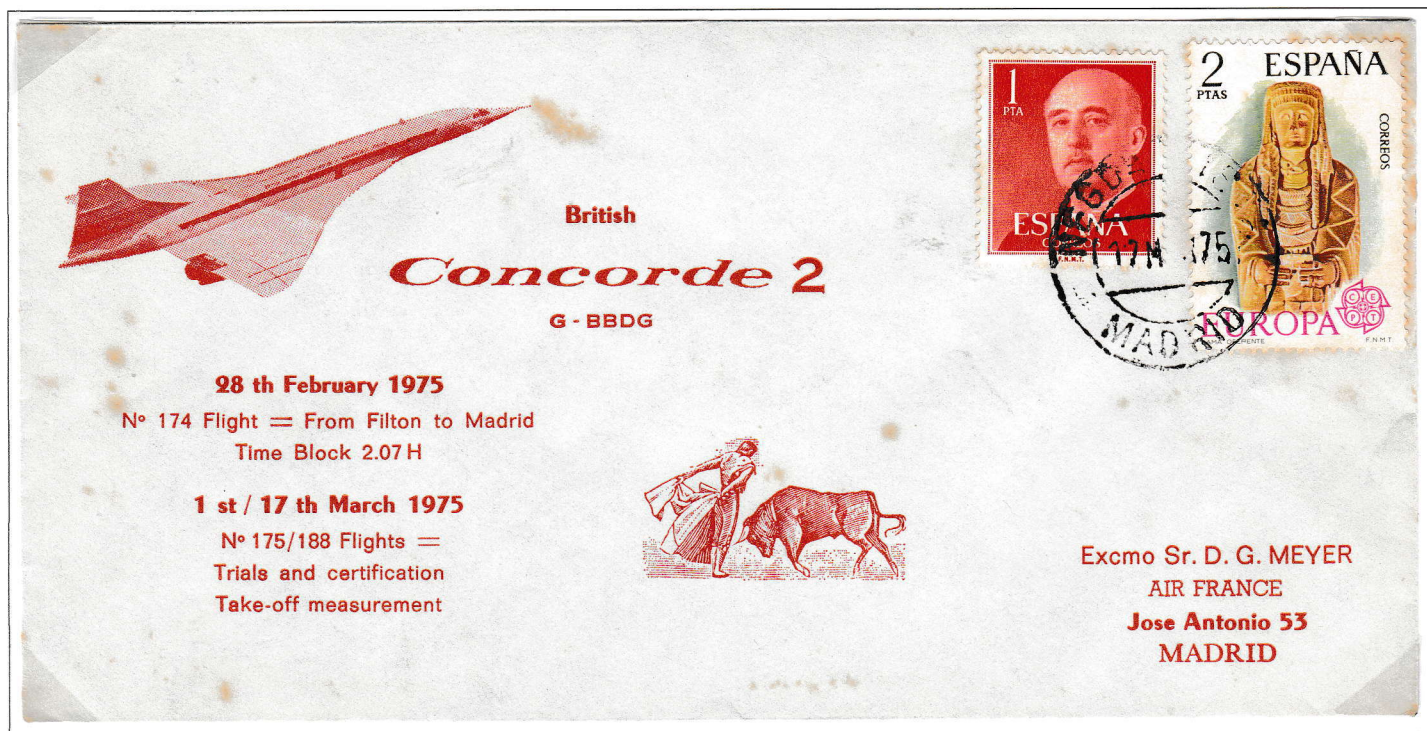 British
Concorde 2
G - BBDG
28 th February 1975
Nº 174 Flight = From Filton to Madrid
Time Block 2.07 H
1 st / 17 th March 1975
Nº 175/188 Flights =
Trials and certification
Take-off measurement
1
PTA
ESPAÑA
CORREOS
F.N.M.T.
2
PTAS
ESPAÑA
CORREOS
EUROPA
CEPT
F.N.M.T.
MADRID
Excmo Sr. D. G. MEYER
AIR FRANCE
Jose Antonio 53
MADRID